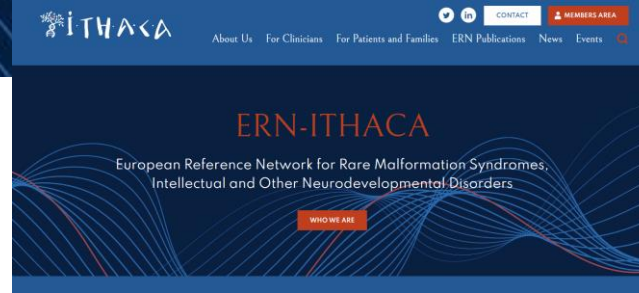 ITHACA
CONTACT
MEMBERS AREA
About Us For Clinicians For Patients and Families ERN Publications News Events
ERN-ITHACA
European Reference Network for Rare Malformation Syndromes,
Intellectual and Other Neurodevelopmental Disorders
WHO WE ARE